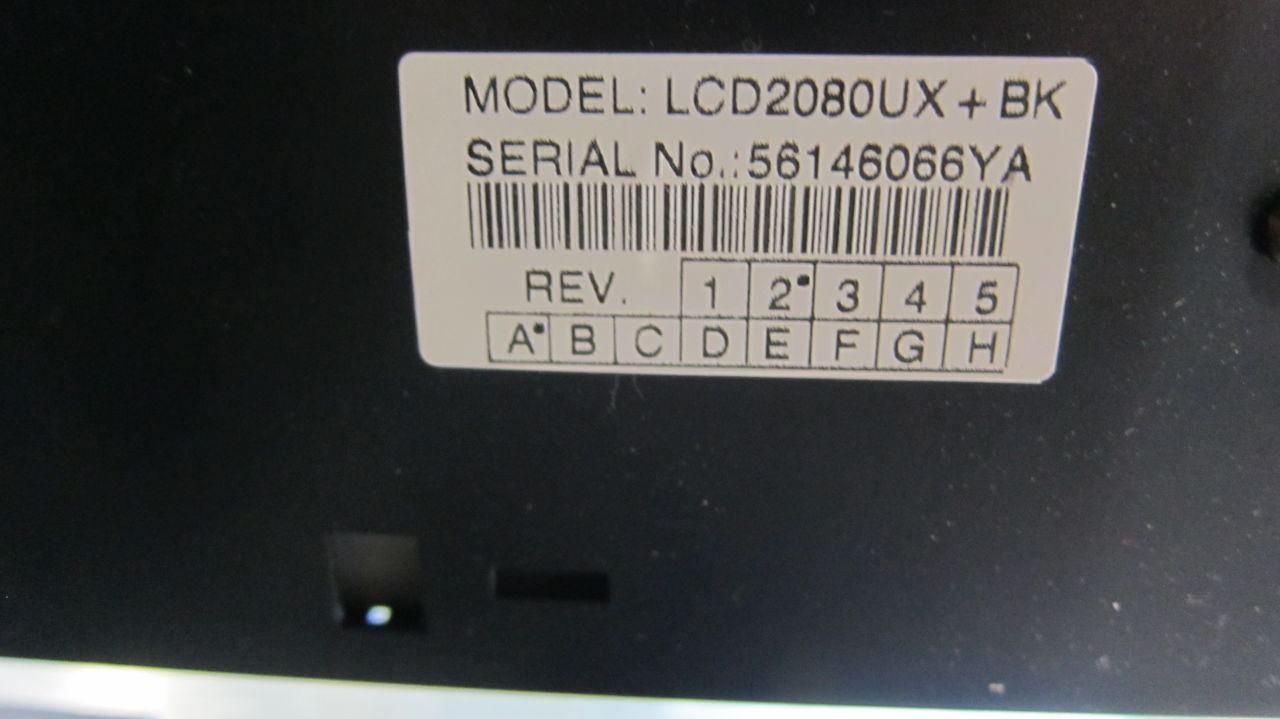 MODEL: LCD2080UX + BK
SERIAL No.: 56146066YA
REV. 1 2• 3 4 5
A• B C D E F G H